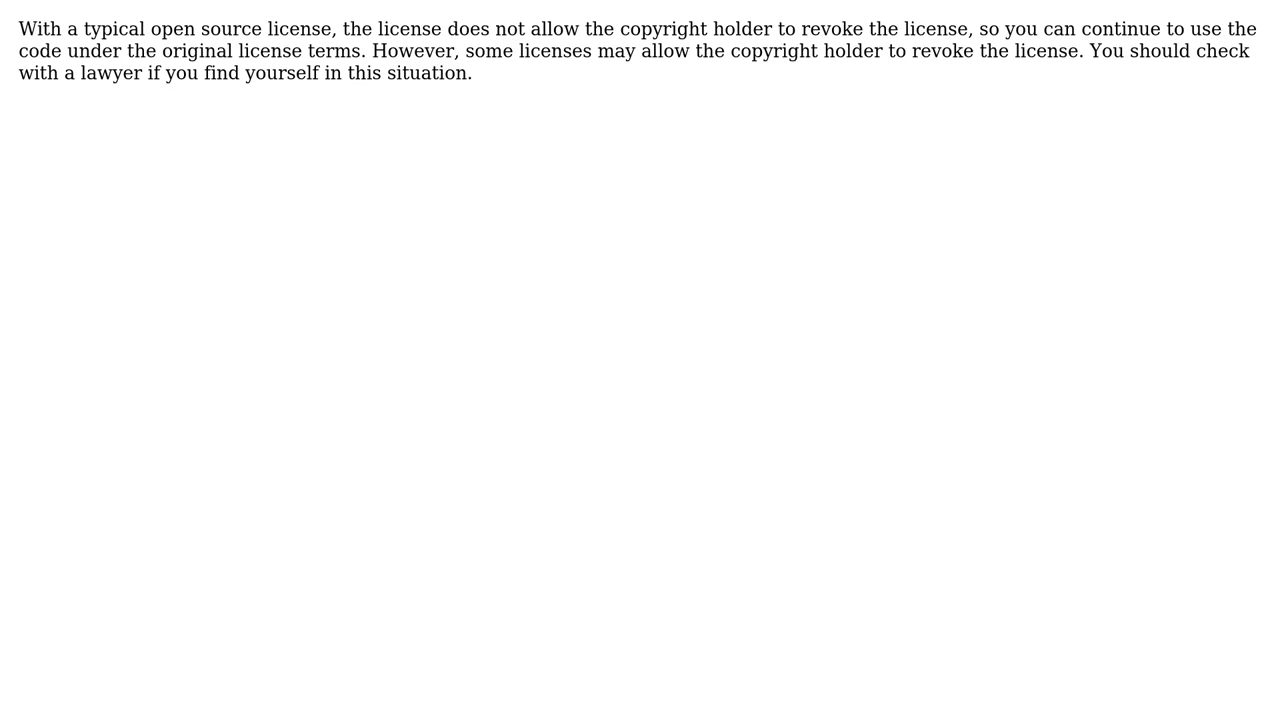 With a typical open source license, the license does not allow the copyright holder to revoke the license, so you can continue to use the
code under the original license terms. However, some licenses may allow the copyright holder to revoke the license. You should check
with a lawyer if you find yourself in this situation.